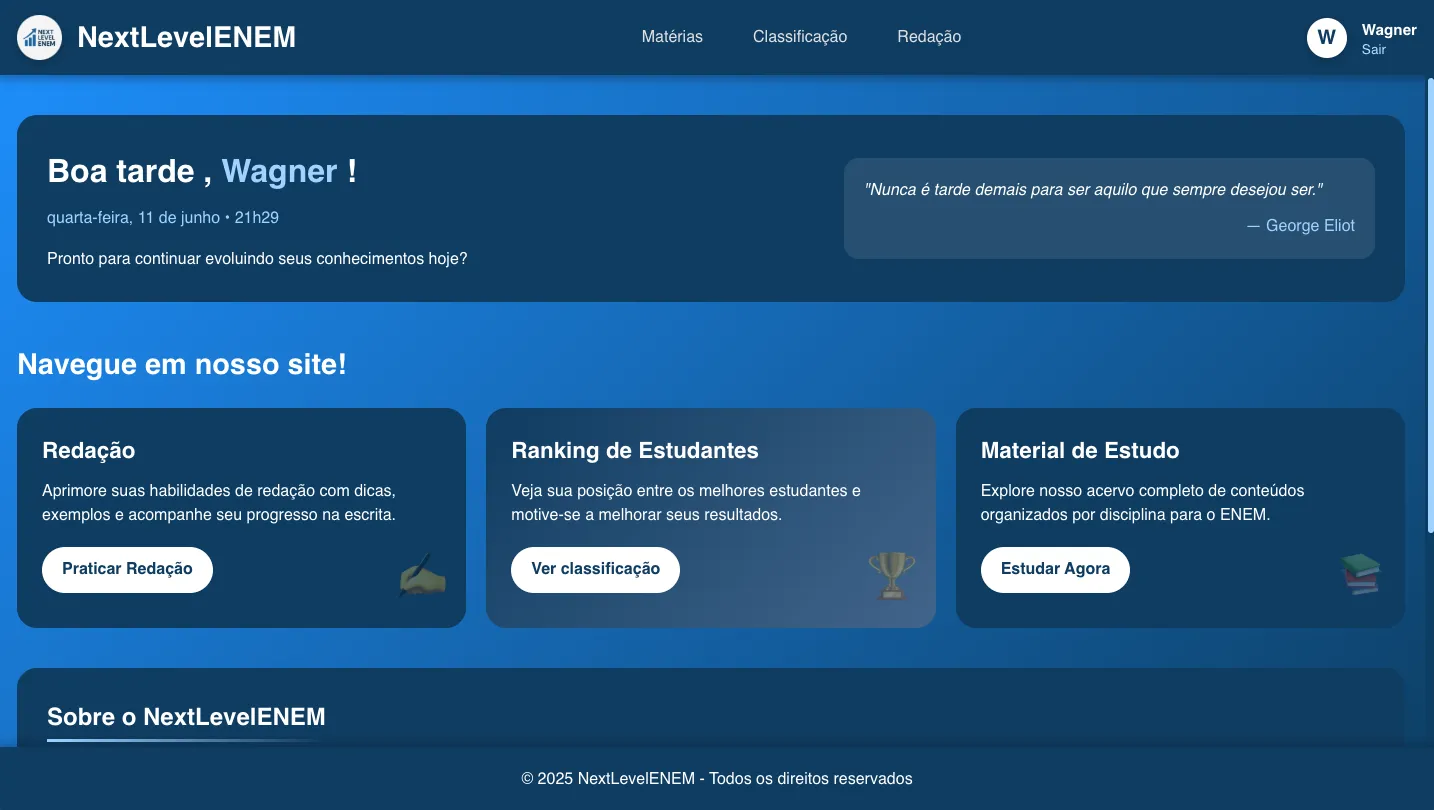 NEXT
LEVEL
ENEM
NextLevelENEM
Matérias
Classificação
Redação
W
Wagner
Sair
Boa tarde , Wagner !
quarta-feira, 11 de junho • 21h29
Pronto para continuar evoluindo seus conhecimentos hoje?
"Nunca é tarde demais para ser aquilo que sempre desejou ser."
— George Eliot
Navegue em nosso site!
Redação
Aprimore suas habilidades de redação com dicas,
exemplos e acompanhe seu progresso na escrita.
Praticar Redação
Ranking de Estudantes
Veja sua posição entre os melhores estudantes e
motive-se a melhorar seus resultados.
Ver classificação
Material de Estudo
Explore nosso acervo completo de conteúdos
organizados por disciplina para o ENEM.
Estudar Agora
Sobre o NextLevelENEM
© 2025 NextLevelENEM - Todos os direitos reservados